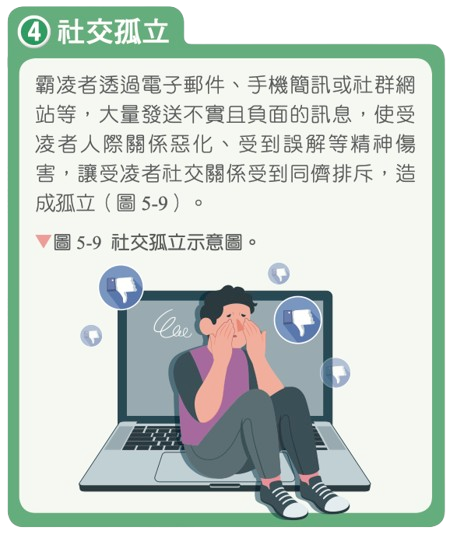 4 社交孤立
霸凌者透過電子郵件、手機簡訊或社群網
站等，大量發送不實且負面的訊息，使受
凌者人際關係惡化、受到誤解等精神傷
害，讓受凌者社交關係受到同儕排斥，造
成孤立（圖 5-9）。
▼圖 5-9 社交孤立示意圖。